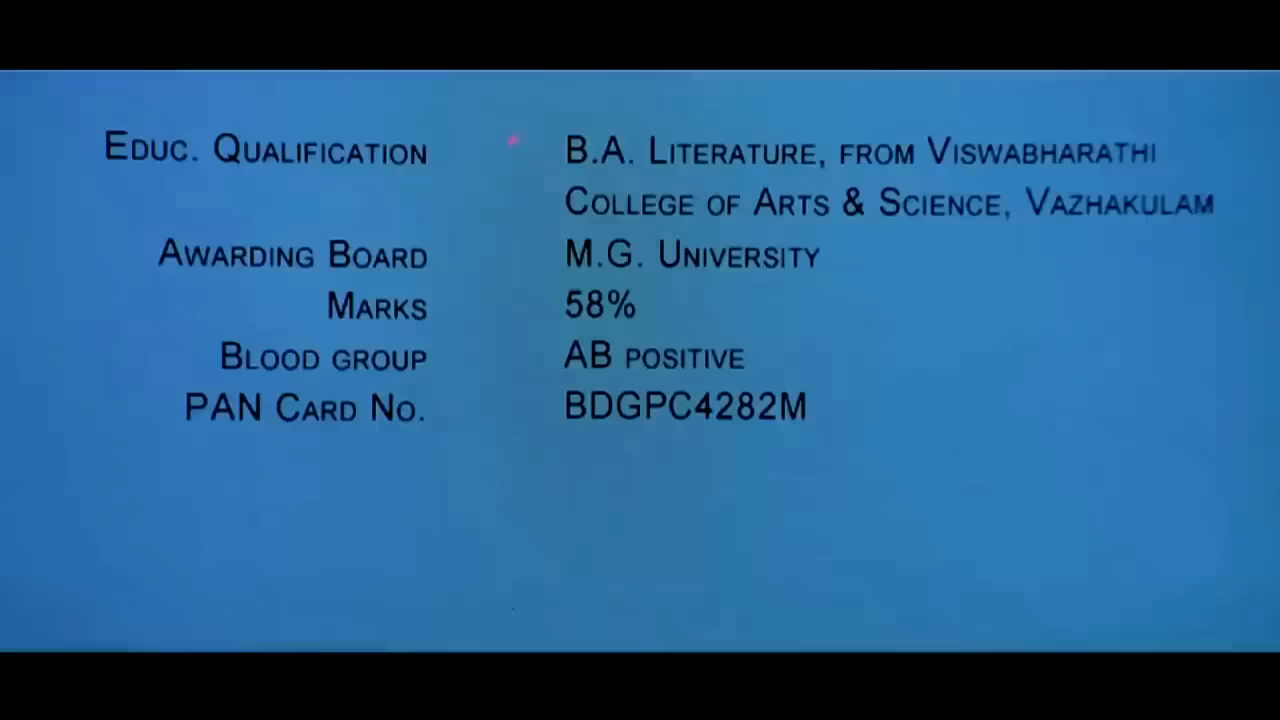 Educ. Qualification B.A. Literature, from Viswabharathi
College of Arts & Science, Vazhakulam
Awarding Board M.G. University
Marks 58%
Blood group AB positive
PAN Card No. BDGPC4282M